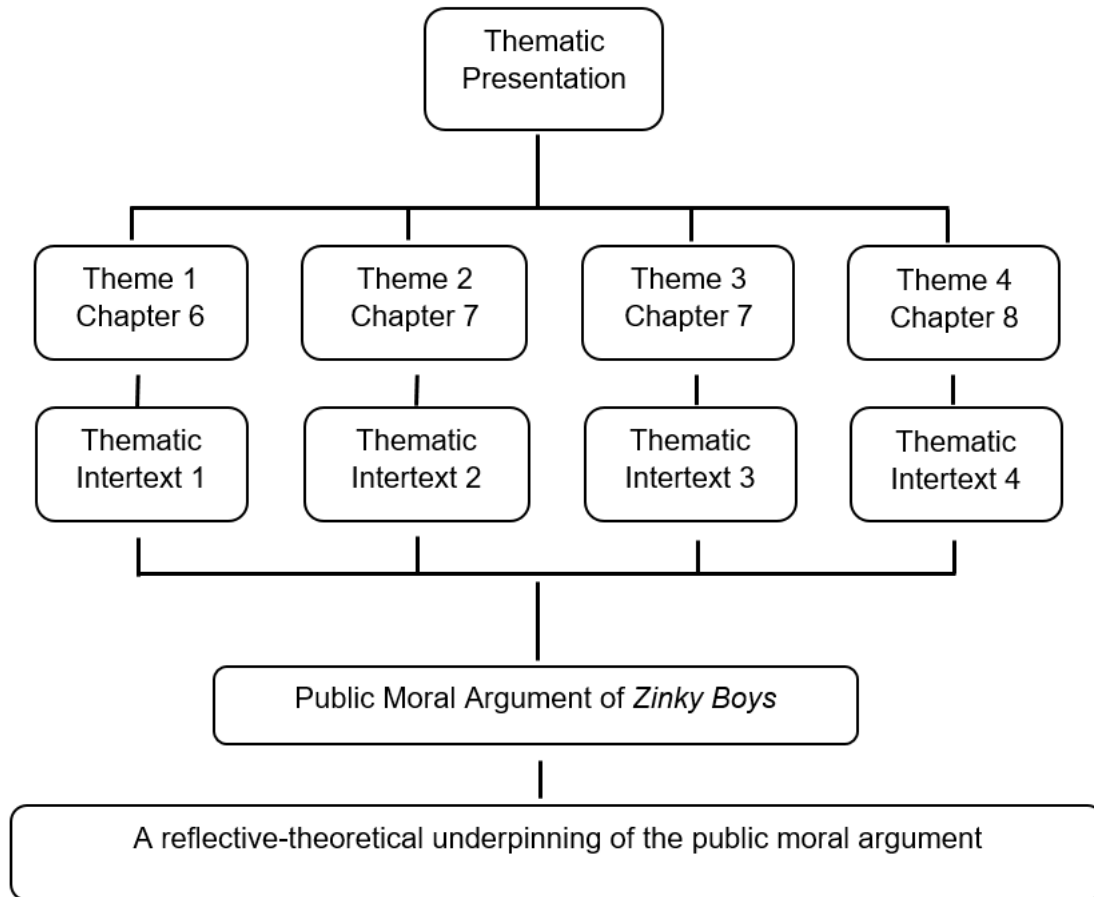 Thematic
Presentation
Theme 1
Chapter 6
Theme 2
Chapter 7
Theme 3
Chapter 7
Theme 4
Chapter 8
Thematic
Intertext 1
Thematic
Intertext 2
Thematic
Intertext 3
Thematic
Intertext 4
Public Moral Argument of Zinky Boys
A reflective-theoretical underpinning of the public moral argument